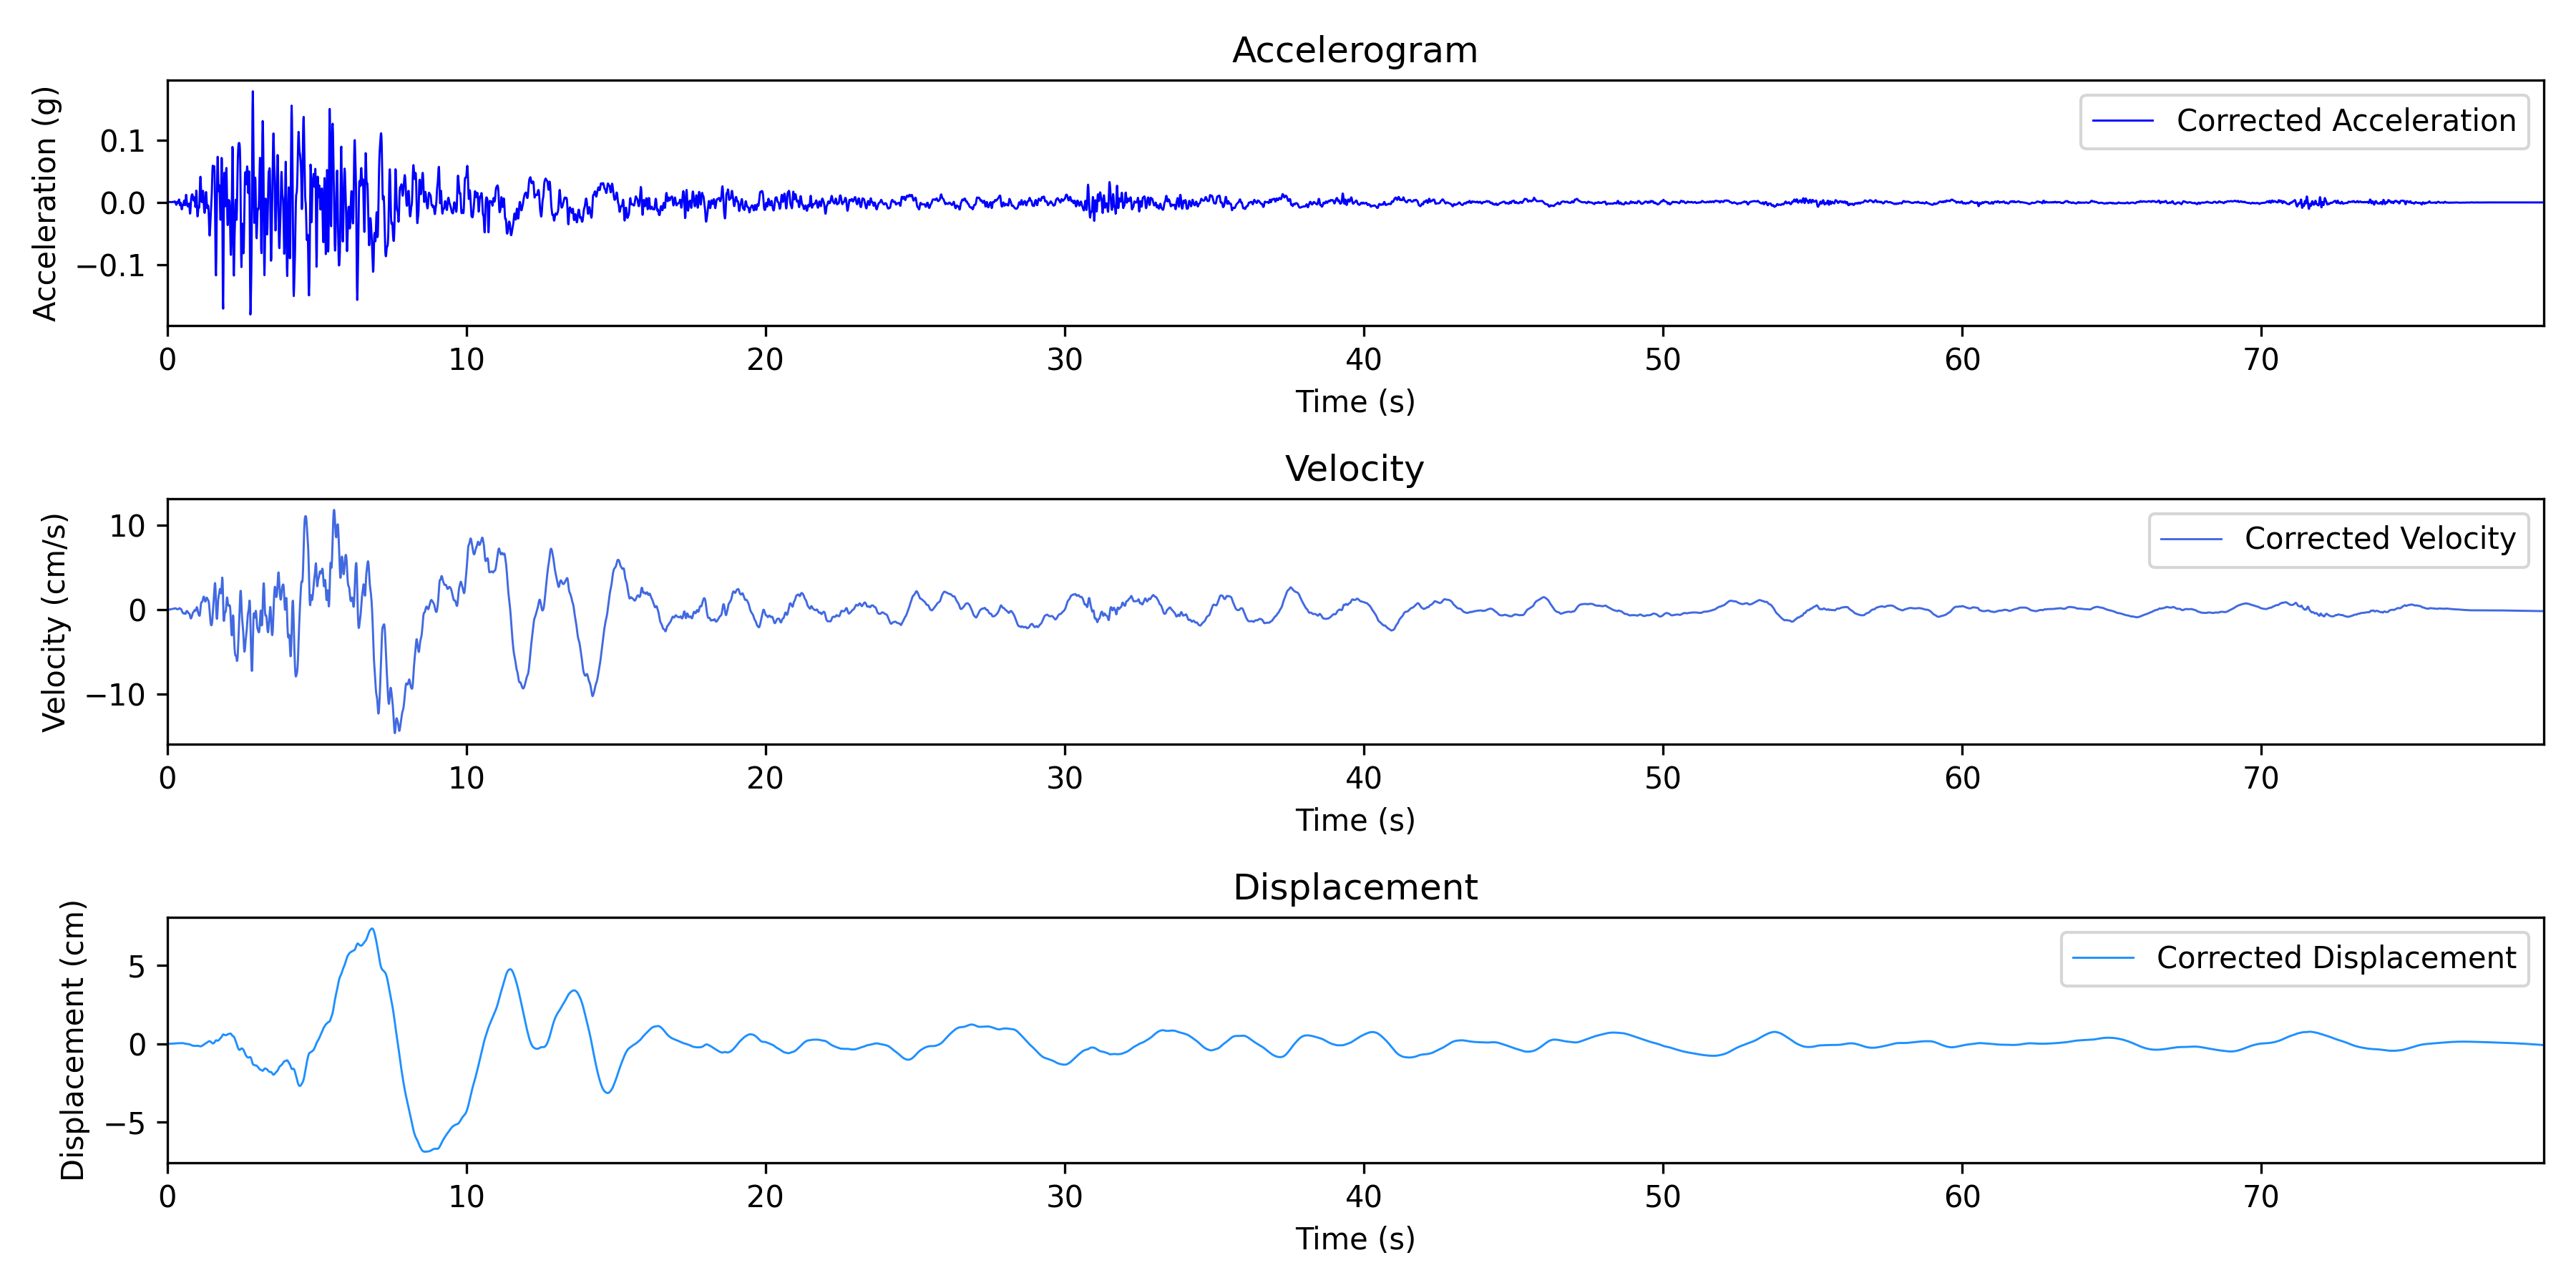 Accelerogram
Acceleration (g)
0.1
0.0
−0.1
Corrected Acceleration
0 10 20 30 40 50 60 70
Time (s)
Velocity
Velocity (cm/s)
10
0
−10
Corrected Velocity
0 10 20 30 40 50 60 70
Time (s)
Displacement
Displacement (cm)
5
0
−5
Corrected Displacement
0 10 20 30 40 50 60 70
Time (s)